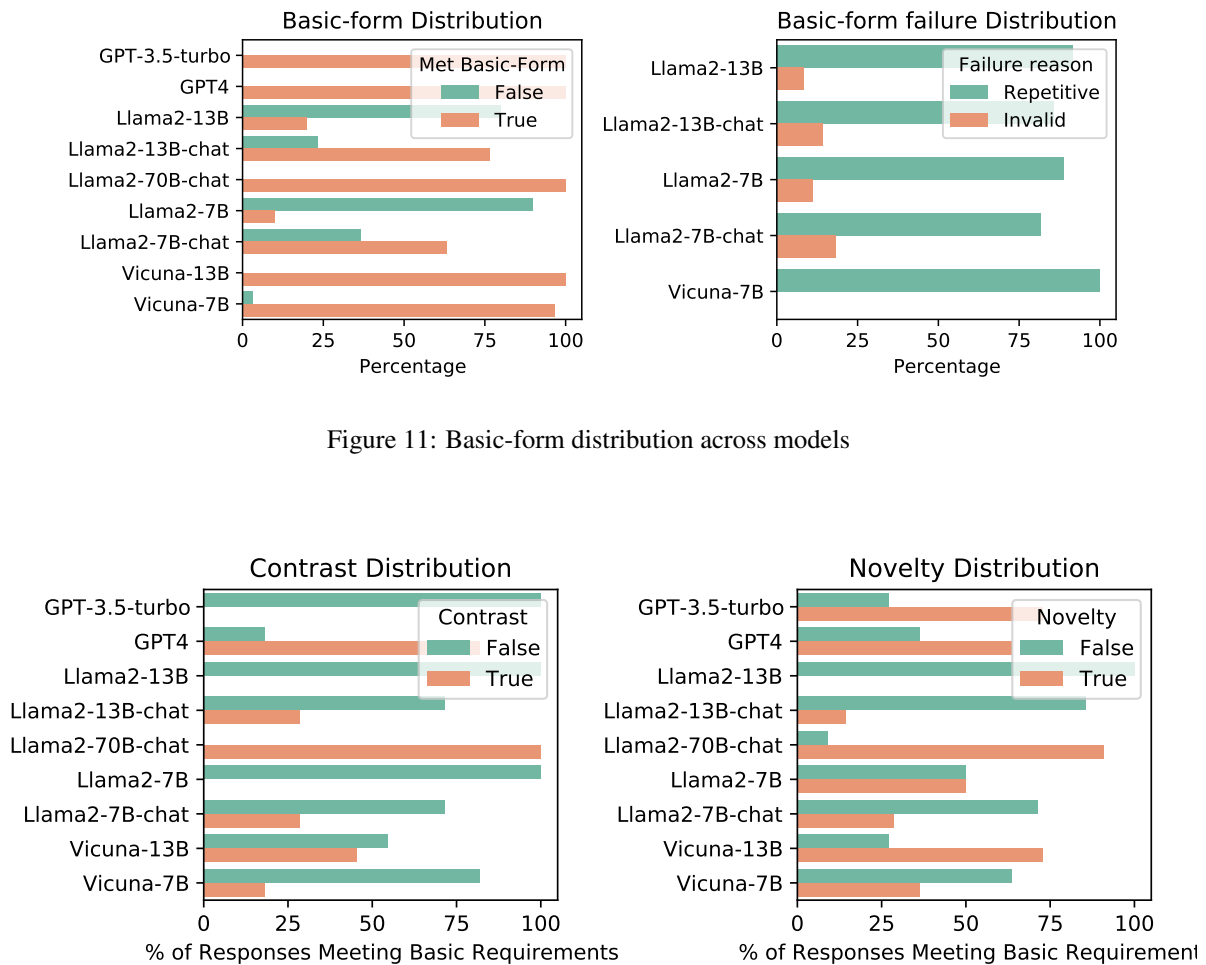 Basic-form Distribution
GPT-3.5-turbo
GPT4
Llama2-13B
Llama2-13B-chat
Llama2-70B-chat
Llama2-7B
Llama2-7B-chat
Vicuna-13B
Vicuna-7B
Met Basic-Form
False
True
0 25 50 75 100
Percentage
Basic-form failure Distribution
Llama2-13B
Llama2-13B-chat
Llama2-7B
Llama2-7B-chat
Vicuna-7B
Failure reason
Repetitive
Invalid
0 25 50 75 100
Percentage
Figure 11: Basic-form distribution across models
Contrast Distribution
GPT-3.5-turbo
GPT4
Llama2-13B
Llama2-13B-chat
Llama2-70B-chat
Llama2-7B
Llama2-7B-chat
Vicuna-13B
Vicuna-7B
Contrast
False
True
0 25 50 75 100
% of Responses Meeting Basic Requirements
Novelty Distribution
GPT-3.5-turbo
GPT4
Llama2-13B
Llama2-13B-chat
Llama2-70B-chat
Llama2-7B
Llama2-7B-chat
Vicuna-13B
Vicuna-7B
Novelty
False
True
0 25 50 75 100
% of Responses Meeting Basic Requirement